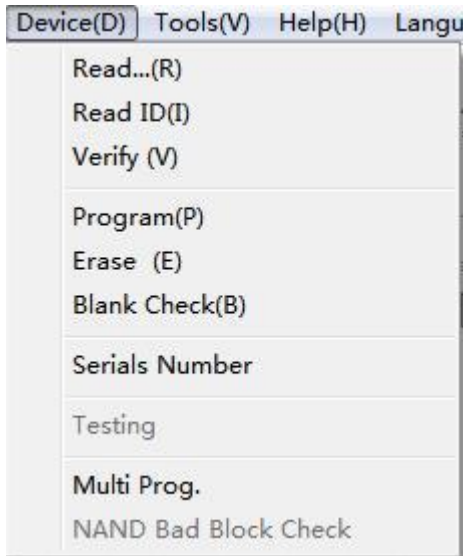 Device(D) Tools(V) Help(H) Langu
Read...(R)
Read ID(I)
Verify (V)
Program(P)
Erase (E)
Blank Check(B)
Serials Number
Testing
Multi Prog.
NAND Bad Block Check